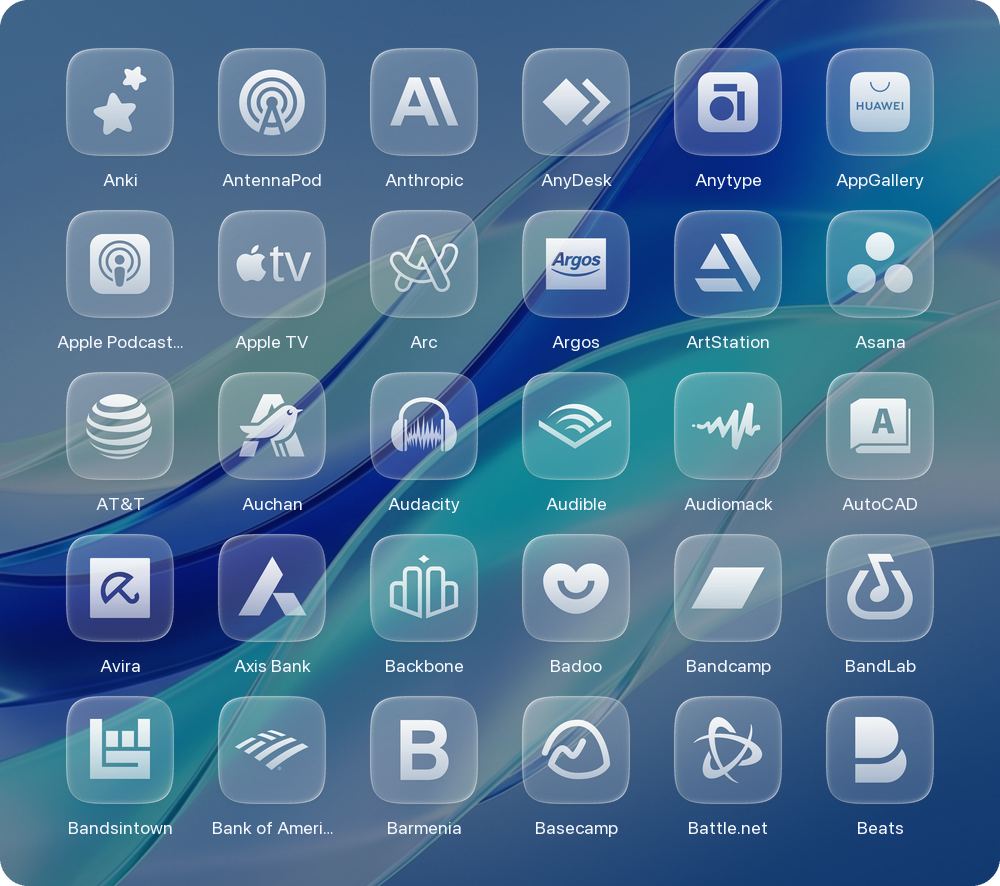 Anki
AntennaPod
Anthropic
AnyDesk
Anytype
HUAWEI
AppGallery
Apple Podcast...
tv
Apple TV
Arc
Argos
Argos
ArtStation
Asana
AT&T
Auchan
Audacity
Audible
Audiomack
A
AutoCAD
Avira
Axis Bank
Backbone
Badoo
Bandcamp
BandLab
Bandsintown
Bank of Ameri...
B
Barmenia
Basecamp
Battle.net
Beats